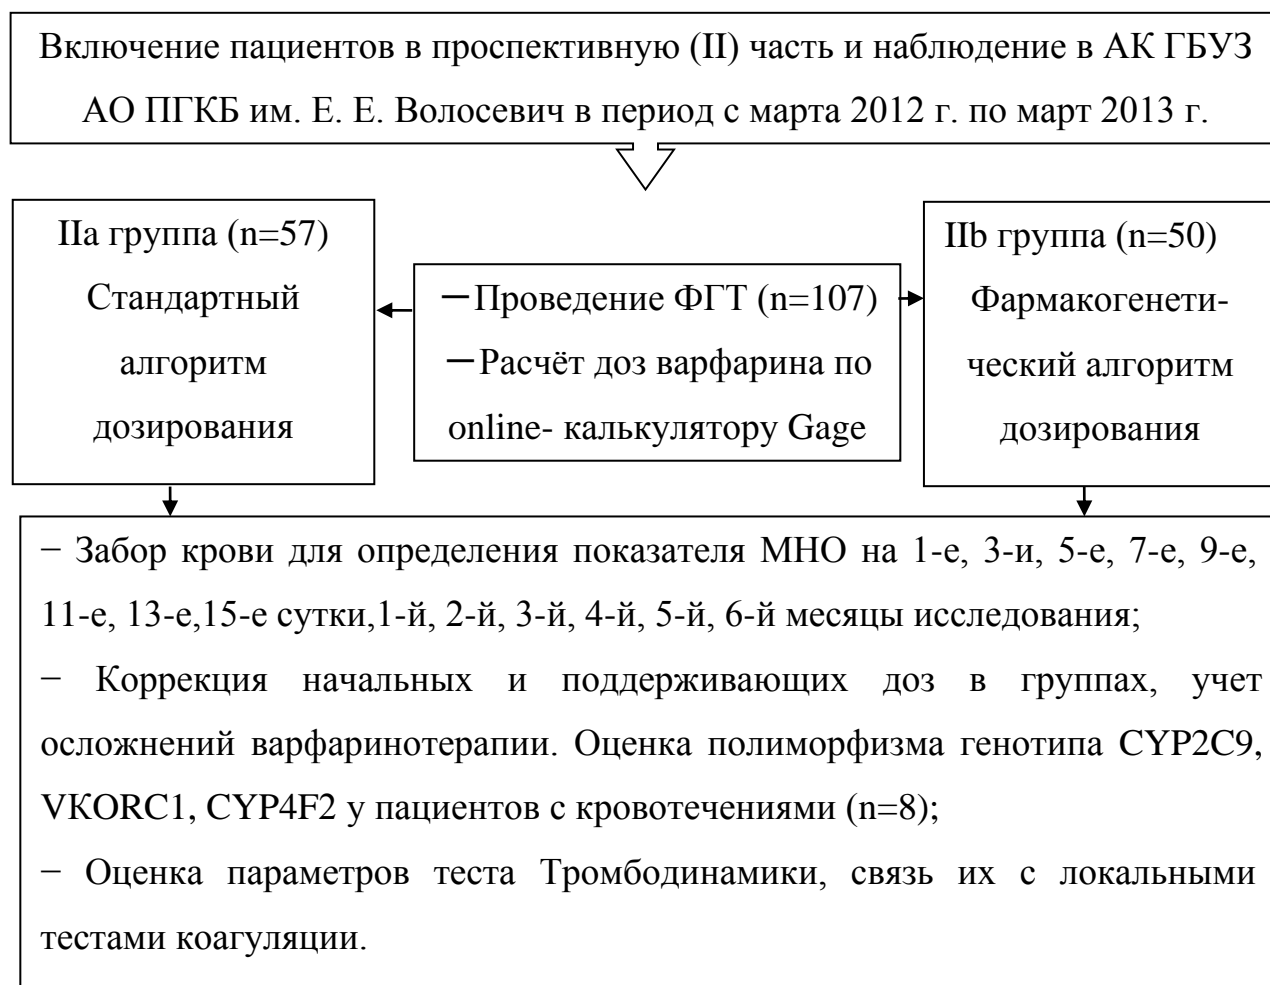 Включение пациентов в проспективную (II) часть и наблюдение в АК ГБУЗ
АО ПГКБ им. Е. Е. Волосевич в период с марта 2012 г. по март 2013 г.
IIa группа (n=57)
Стандартный
алгоритм
дозирования
−Проведение ФГТ (n=107)
−Расчёт доз варфарина по
online- калькулятору Gage
IIb группа (n=50)
Фармакогенети-
ческий алгоритм
дозирования
− Забор крови для определения показателя МНО на 1-е, 3-и, 5-е, 7-е, 9-е,
11-е, 13-е,15-е сутки,1-й, 2-й, 3-й, 4-й, 5-й, 6-й месяцы исследования;
− Коррекция начальных и поддерживающих доз в группах, учет
осложнений варфаринотерапии. Оценка полиморфизма генотипа CYP2C9,
VKORC1, CYP4F2 у пациентов с кровотечениями (n=8);
− Оценка параметров теста Тромбодинамики, связь их с локальными
тестами коагуляции.